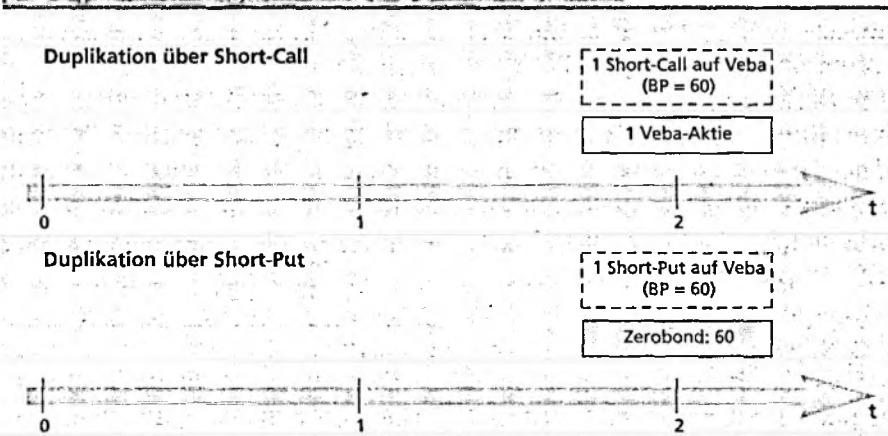 Duplikation über Short-Call
1 Short-Call auf Veba
(BP = 60)
1 Veba-Aktie
0
1
2
t
Duplikation über Short-Put
1 Short-Put auf Veba
(BP = 60)
Zerobond: 60
0
1
2
t